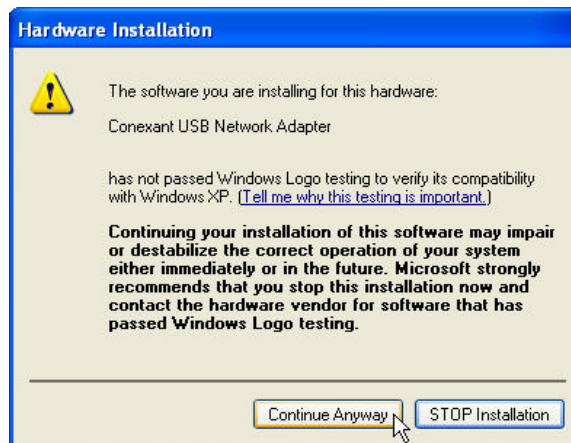 Hardware Installation
The software you are installing for this hardware:
Conexant USB Network Adapter
has not passed Windows Logo testing to verify its compatibility
with Windows XP. (Tell me why this testing is important.)
Continuing your installation of this software may impair
or destabilize the correct operation of your system
either immediately or in the future. Microsoft strongly
recommends that you stop this installation now and
contact the hardware vendor for software that has
passed Windows Logo testing.
Continue Anyway STOP Installation